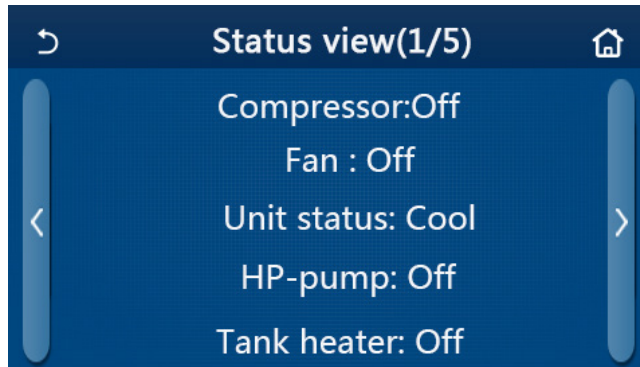 Status view(1/5)
Compressor:Off
Fan : Off
Unit status: Cool
HP-pump: Off
Tank heater: Off